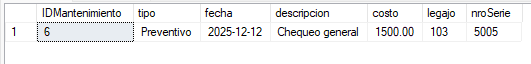 IDMantenimiento tipo fecha descripcion costo legajo nroSerie
1 6 Preventivo 2025-12-12 Chequeo general 1500.00 103 5005